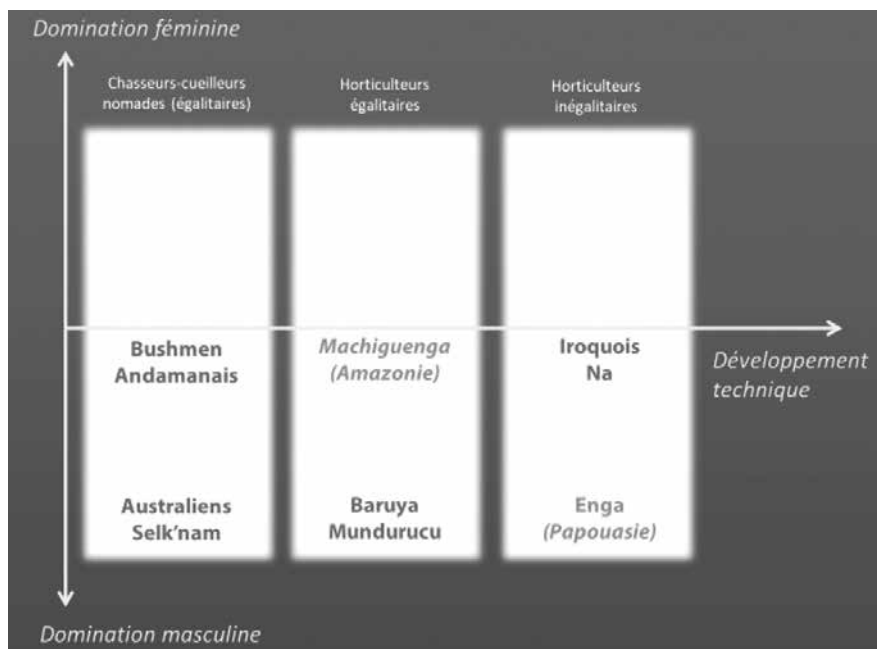 Domination féminine
Chasseurs-cueilleurs
nomades (égalitaires)
Horticulteurs
égalitaires
Horticulteurs
inégalitaires
Bushmen
Andamanais
Machiguenga
(Amazonie)
Iroquois
Na
Développement
technique
Australiens
Selk'nam
Baruya
Mundurucu
Enga
(Papouasie)
Domination masculine